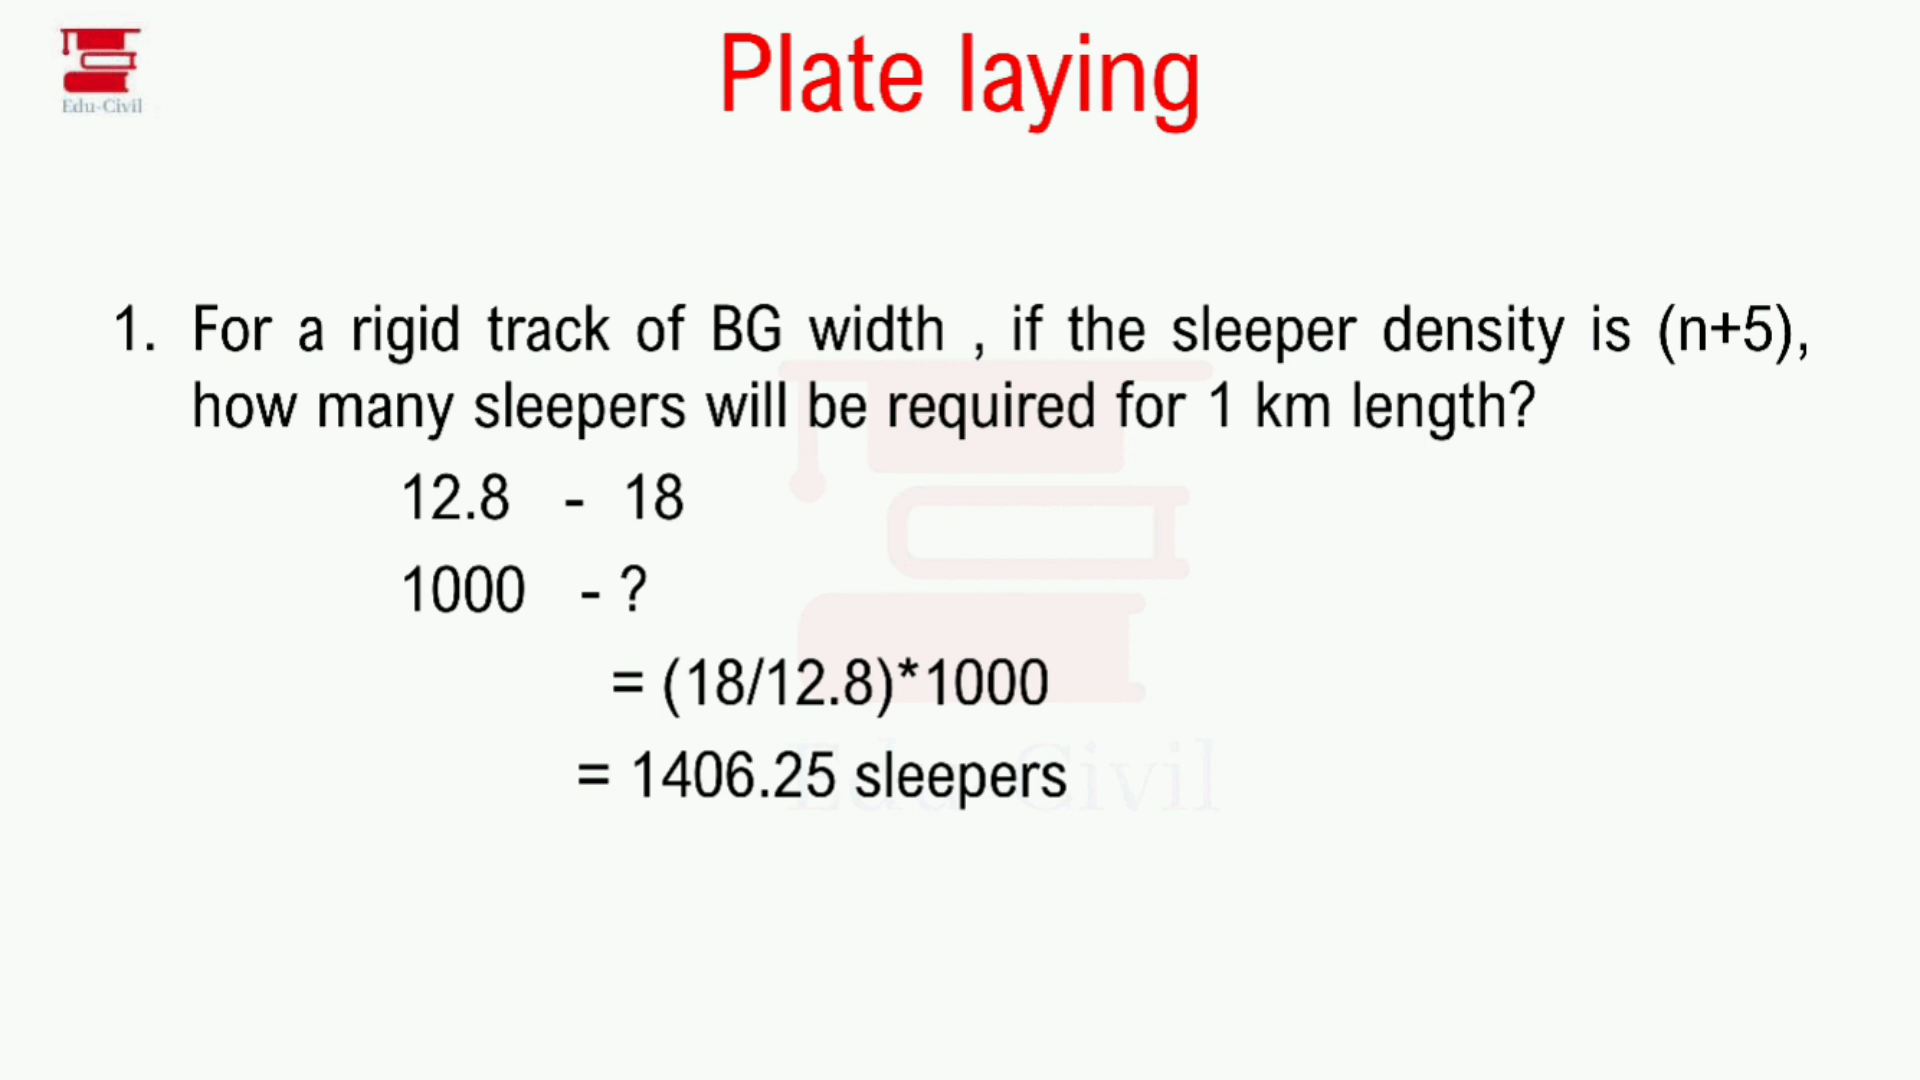 Edu-Civil
Plate laying
1. For a rigid track of BG width , if the sleeper density is (n+5),
how many sleepers will be required for 1 km length?
12.8 - 18
1000 - ?
= (18/12.8)*1000
= 1406.25 sleepers
Edu-Civil